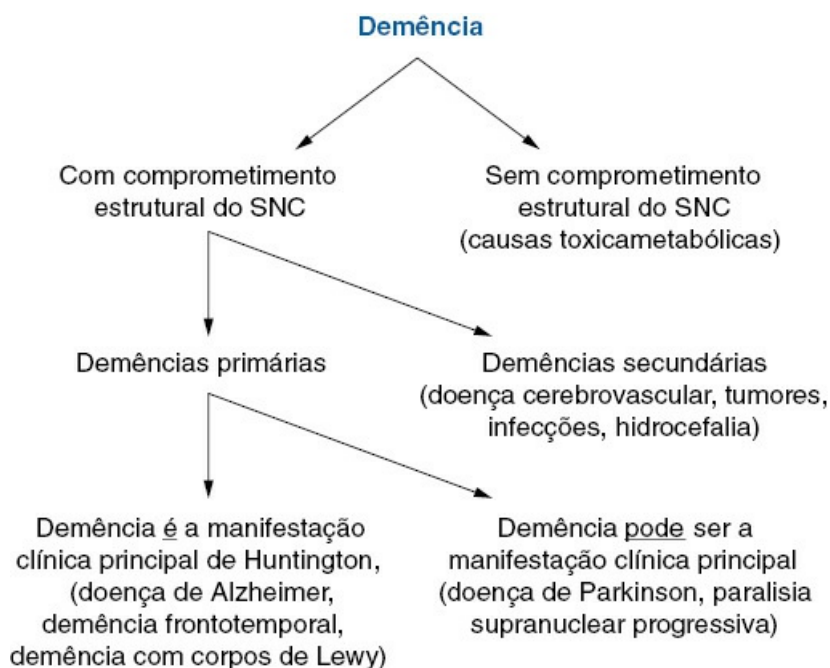 Demência
Com comprometimento
estrutural do SNC
Sem comprometimento
estrutural do SNC
(causas toxicametabólicas)
Demências primárias
Demências secundárias
(doença cerebrovascular, tumores,
infecções, hidrocefalia)
Demência é a manifestação
clínica principal de Huntington,
(doença de Alzheimer,
demência frontotemporal,
demência com corpos de Lewy)
Demência pode ser a
manifestação clínica principal
(doença de Parkinson, paralisia
supranuclear progressiva)